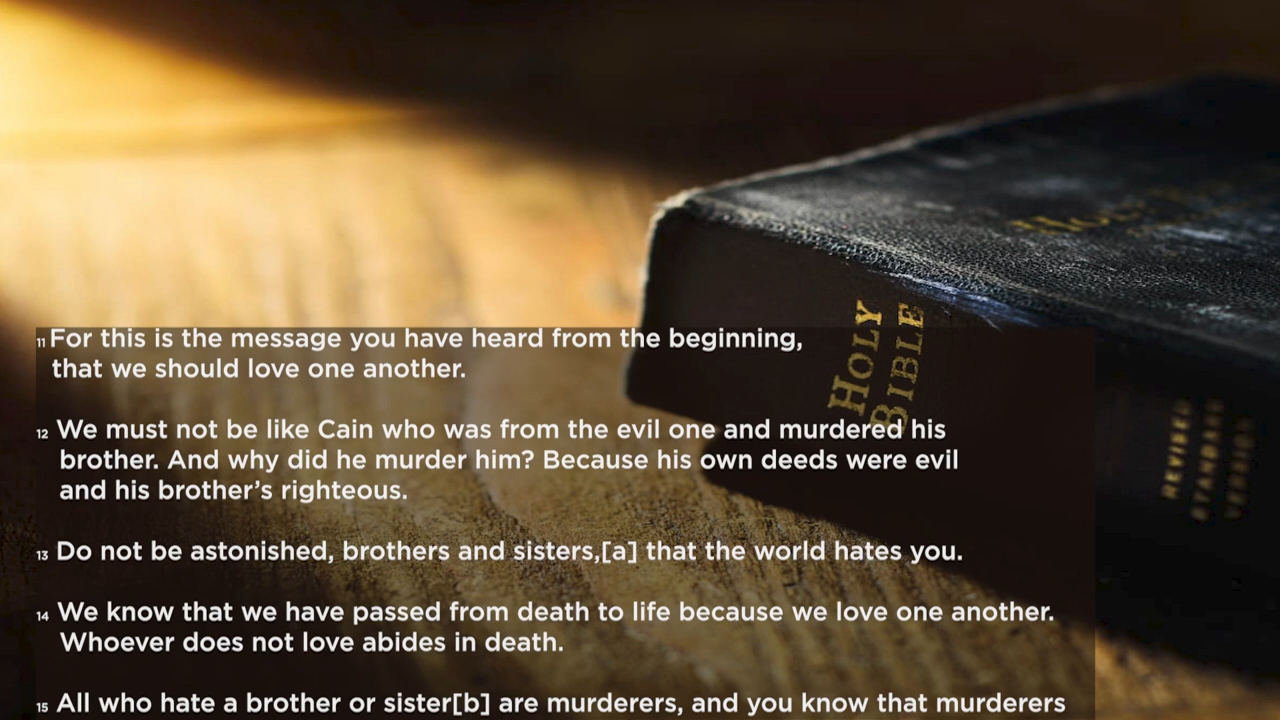 HOLY
HOLY
BIBLE
REVISED
STANDARD
VERSION
11 For this is the message you have heard from the beginning,
that we should love one another.
12 We must not be like Cain who was from the evil one and murdered his
brother. And why did he murder him? Because his own deeds were evil
and his brother’s righteous.
13 Do not be astonished, brothers and sisters,[a] that the world hates you.
14 We know that we have passed from death to life because we love one another.
Whoever does not love abides in death.
15 All who hate a brother or sister[b] are murderers, and you know that murderers